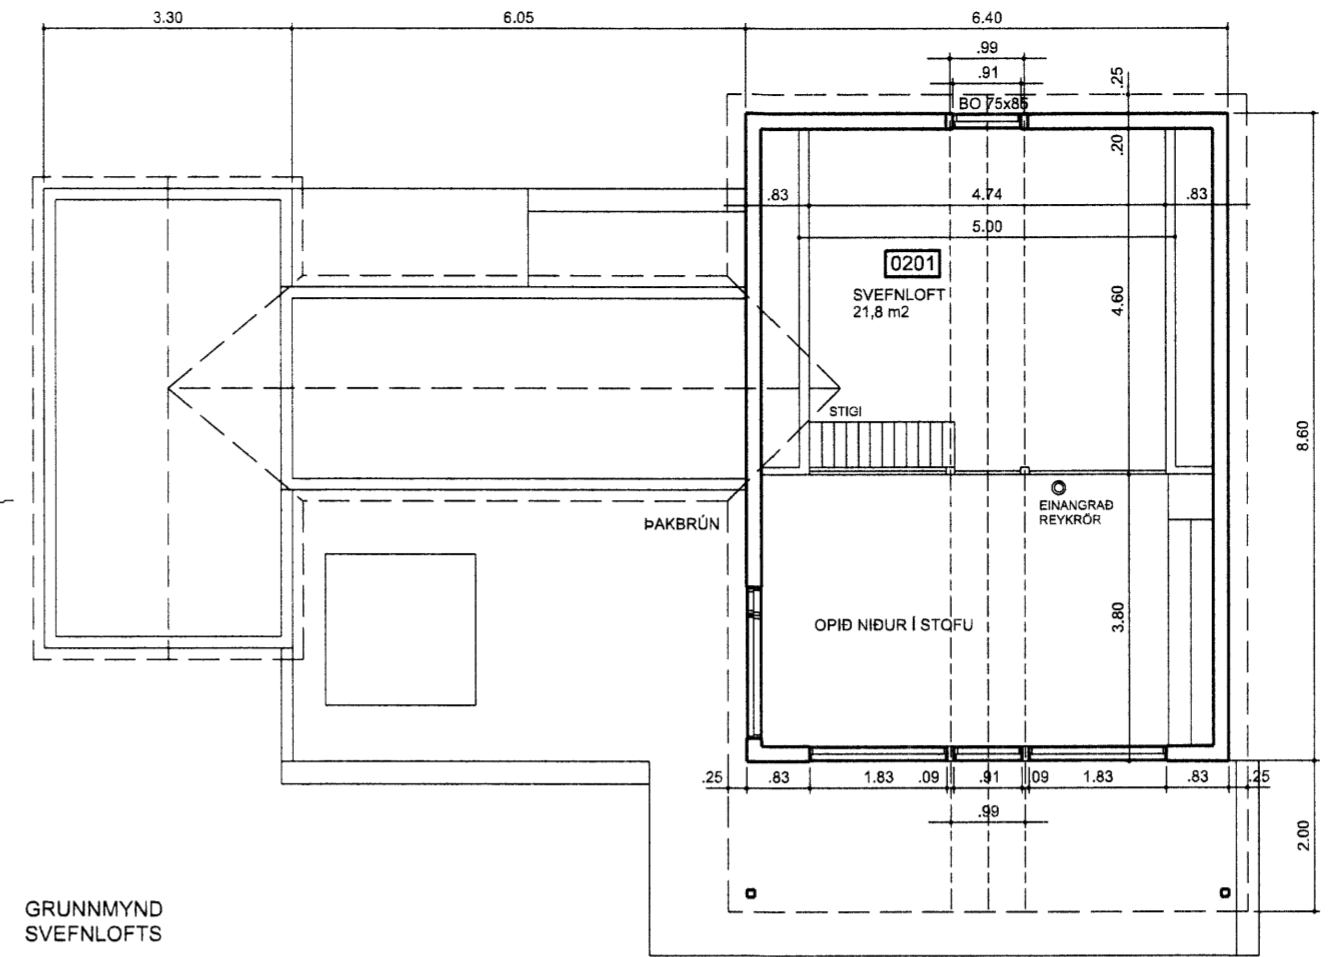 3.30
6.05
6.40
.99
.91
.25
BO 75x85
.20
.83
4.74
.83
5.00
0201
SVEFNLOFT
21,8 m2
4.60
STIGI
8.60
EINANGRAÐ
REYKRÖR
ÞAKBRÚN
OPIÐ NIÐUR Í STOFU
3.80
.25
.83
1.83
.09
.91
.09
1.83
.83
.25
.99
2.00
GRUNNMYND
SVEFNLOFTS